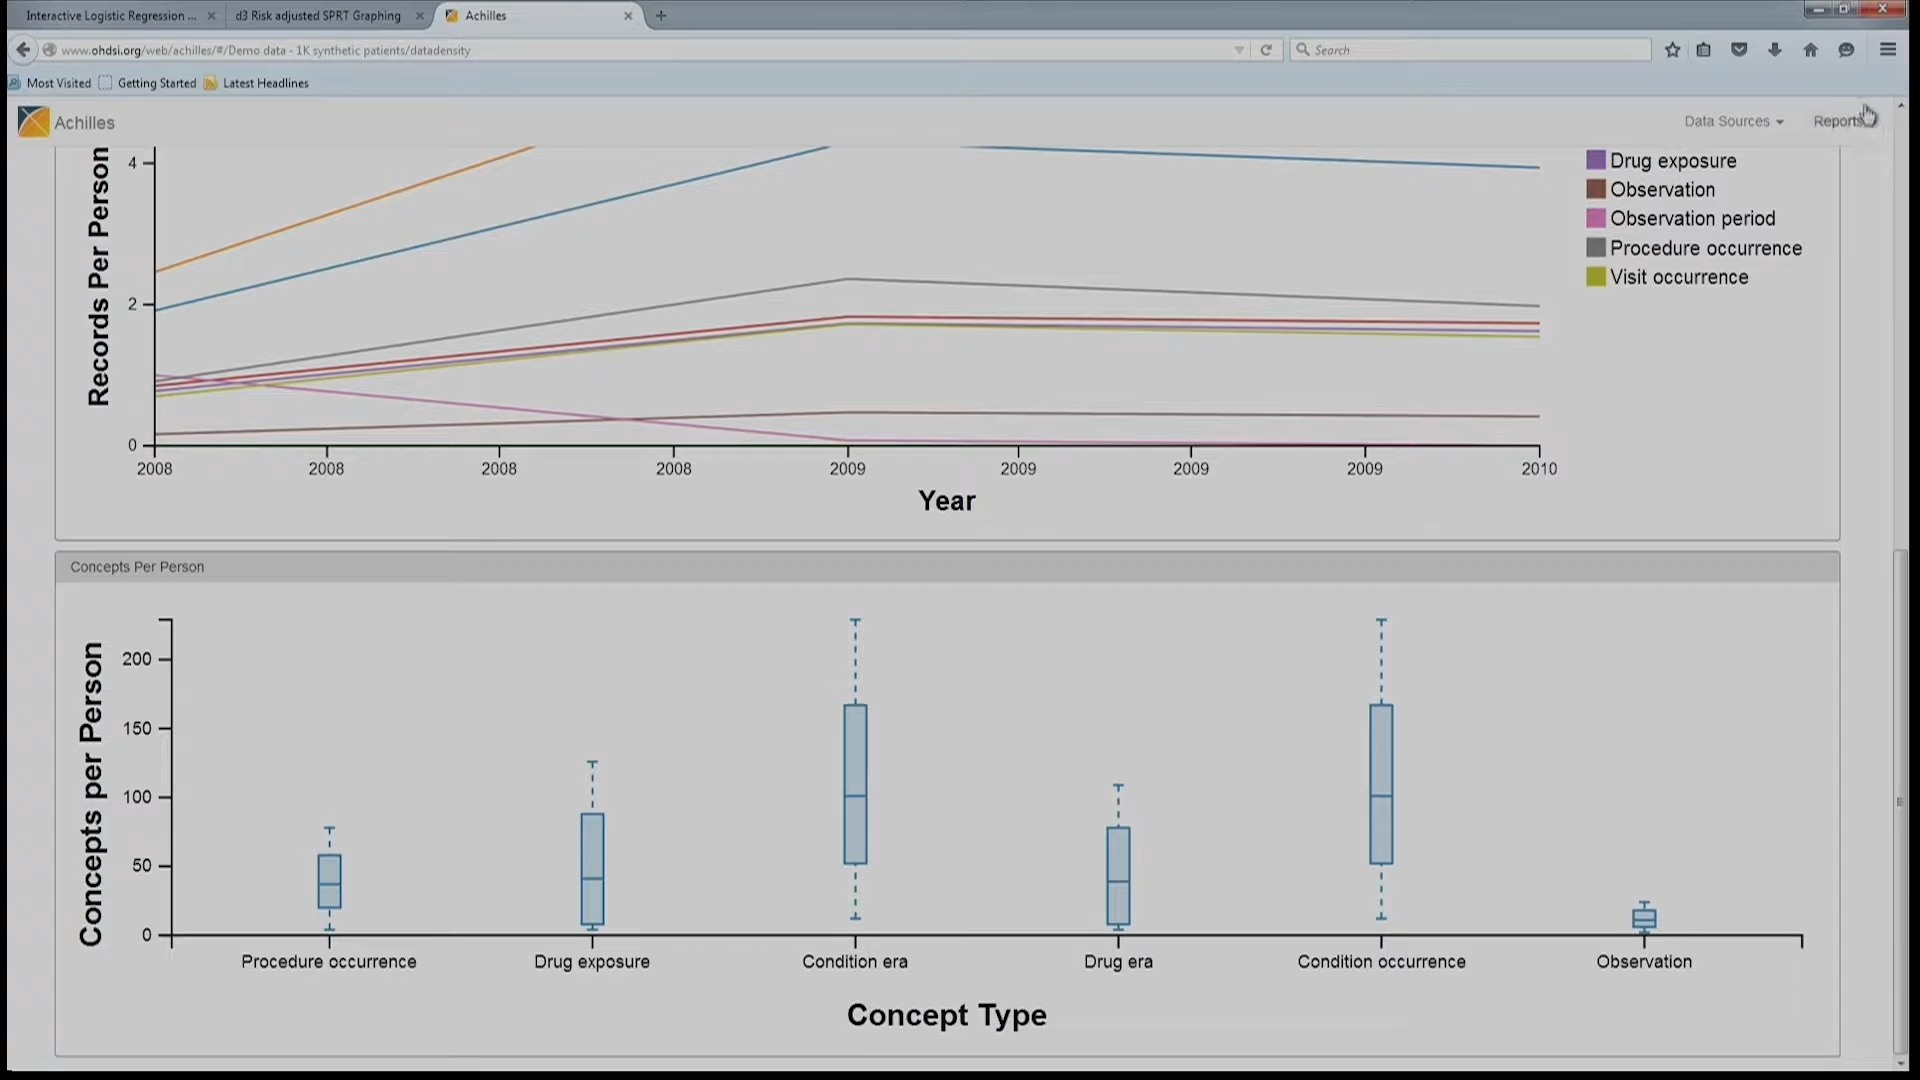 Interactive Logistic Regression ...
d3 Risk adjusted SPRT Graphing
Achilles
www.ohdsi.org/web/achilles/#/Demo data - 1K synthetic patients/datadensity
Search
Most Visited
Getting Started
Latest Headlines
Achilles
Data Sources
Reports
Records Per Person
4
2
0
2008 2008 2008 2008 2009 2009 2009 2009 2010
Year
Drug exposure
Observation
Observation period
Procedure occurrence
Visit occurrence
Concepts Per Person
Concepts per Person
200
150
100
50
0
Procedure occurrence Drug exposure Condition era Drug era Condition occurrence Observation
Concept Type